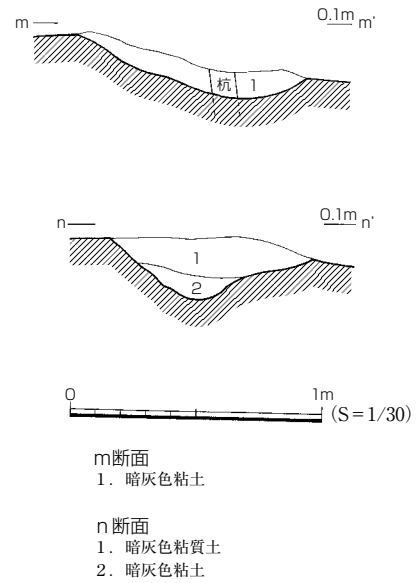 m 0.1m m'
杭 1
n 0.1m n'
1
2
0 1m
(S=1/30)
m断面
1. 暗灰色粘土
n断面
1. 暗灰色粘質土
2. 暗灰色粘土